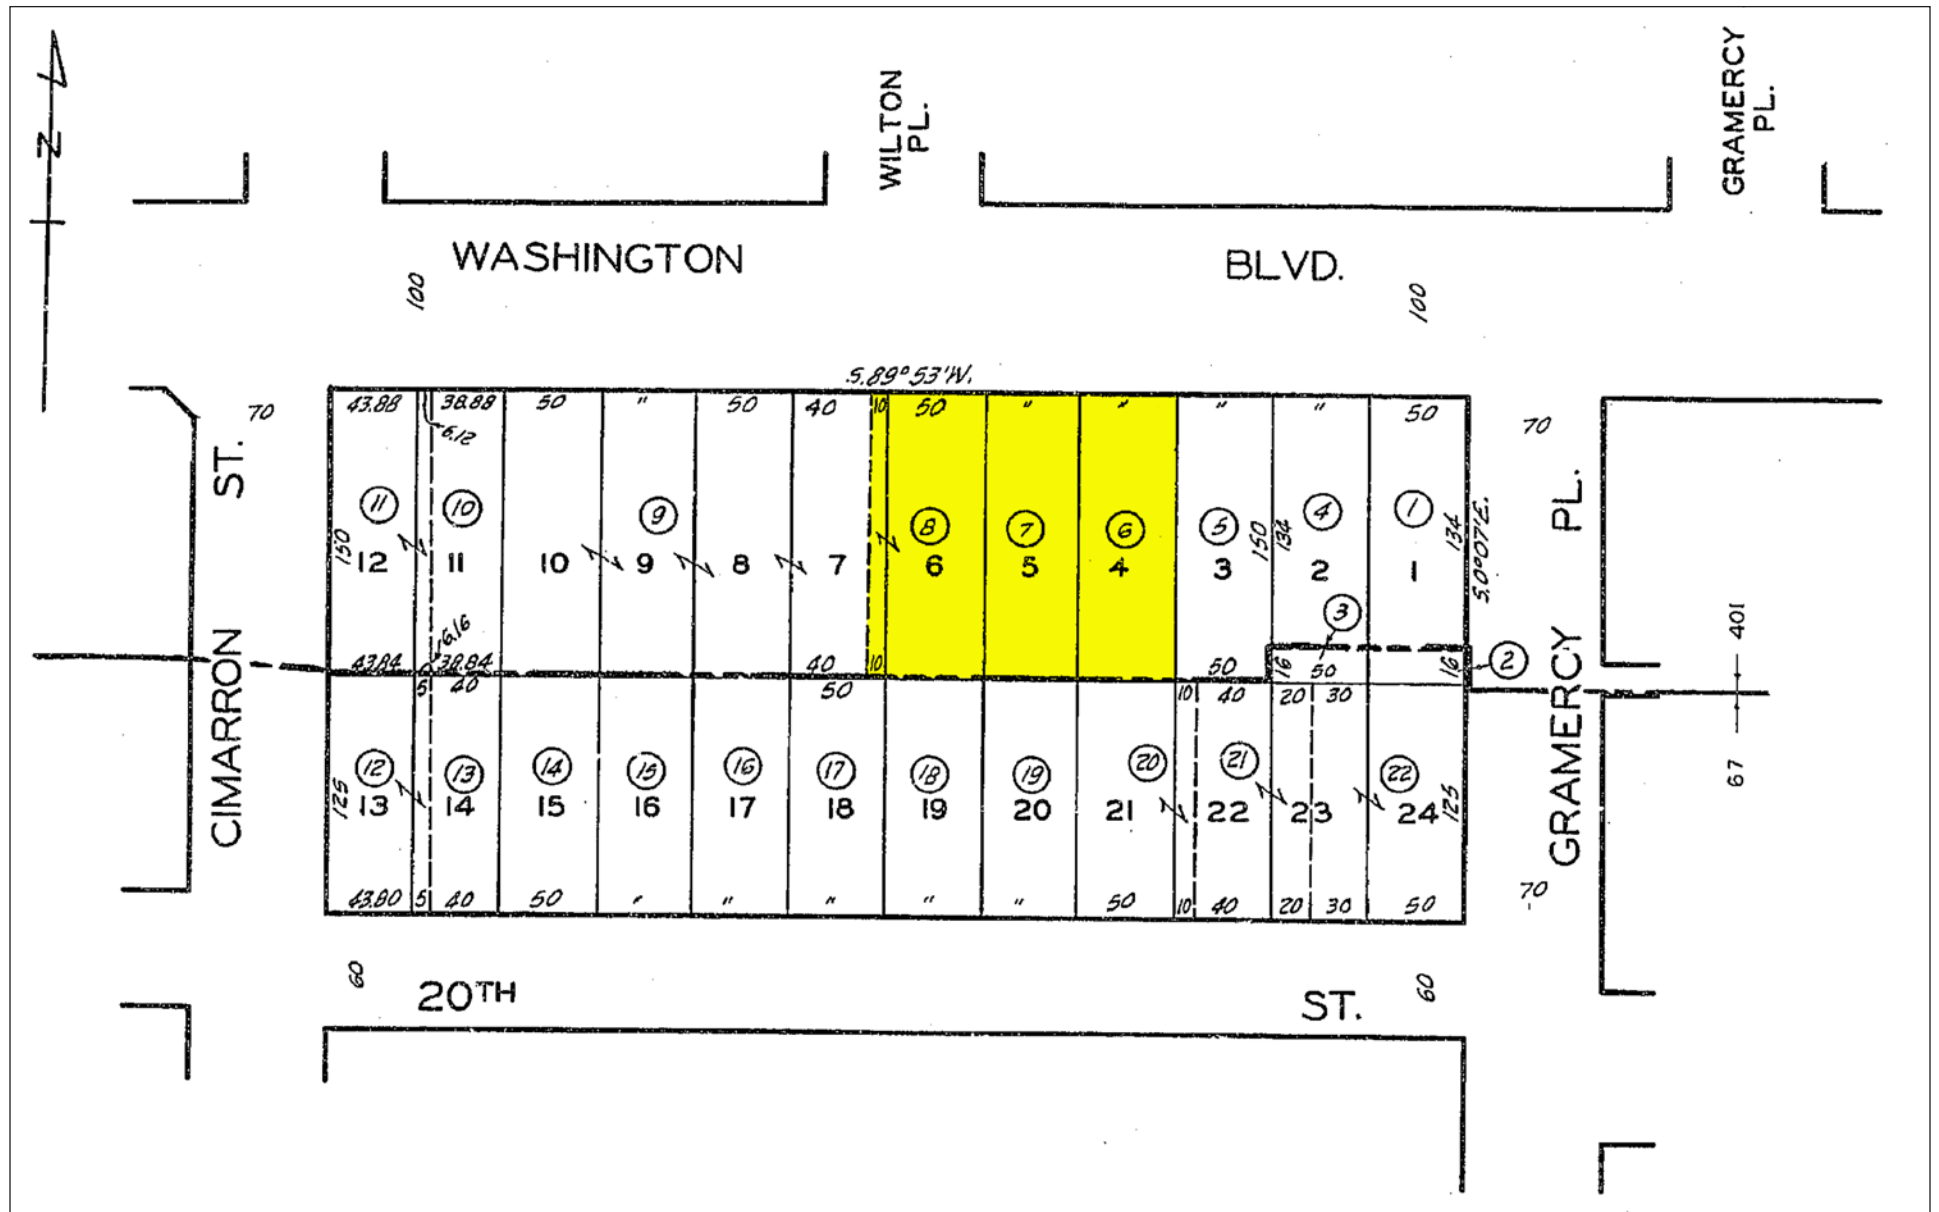 N
WILTON
PL.
GRAMERCY
PL.
WASHINGTON BLVD.
100 100
S.89°53'W.
70 43.88 38.88 50 " 50 40 10 50 " " " " 50 70
6.12
ST. PL.
11 10 9 8 7 6 5 4 1
150 12 11 10 9 8 7 6 5 4 3 150 134 2 1 134 S.0°07'E.
3
6.16
43.84 38.84 40 10 50 16 50 16 2
401
67
5 40 50 10 40 20 30
CIMARRON
GRAMERCY
12 13 14 15 16 17 18 19 20 21 22
125 13 14 15 16 17 18 19 20 21 22 23 24 125
43.80 5 40 50 " " " " " 50 10 40 20 30 50 70
60 60
20TH ST.